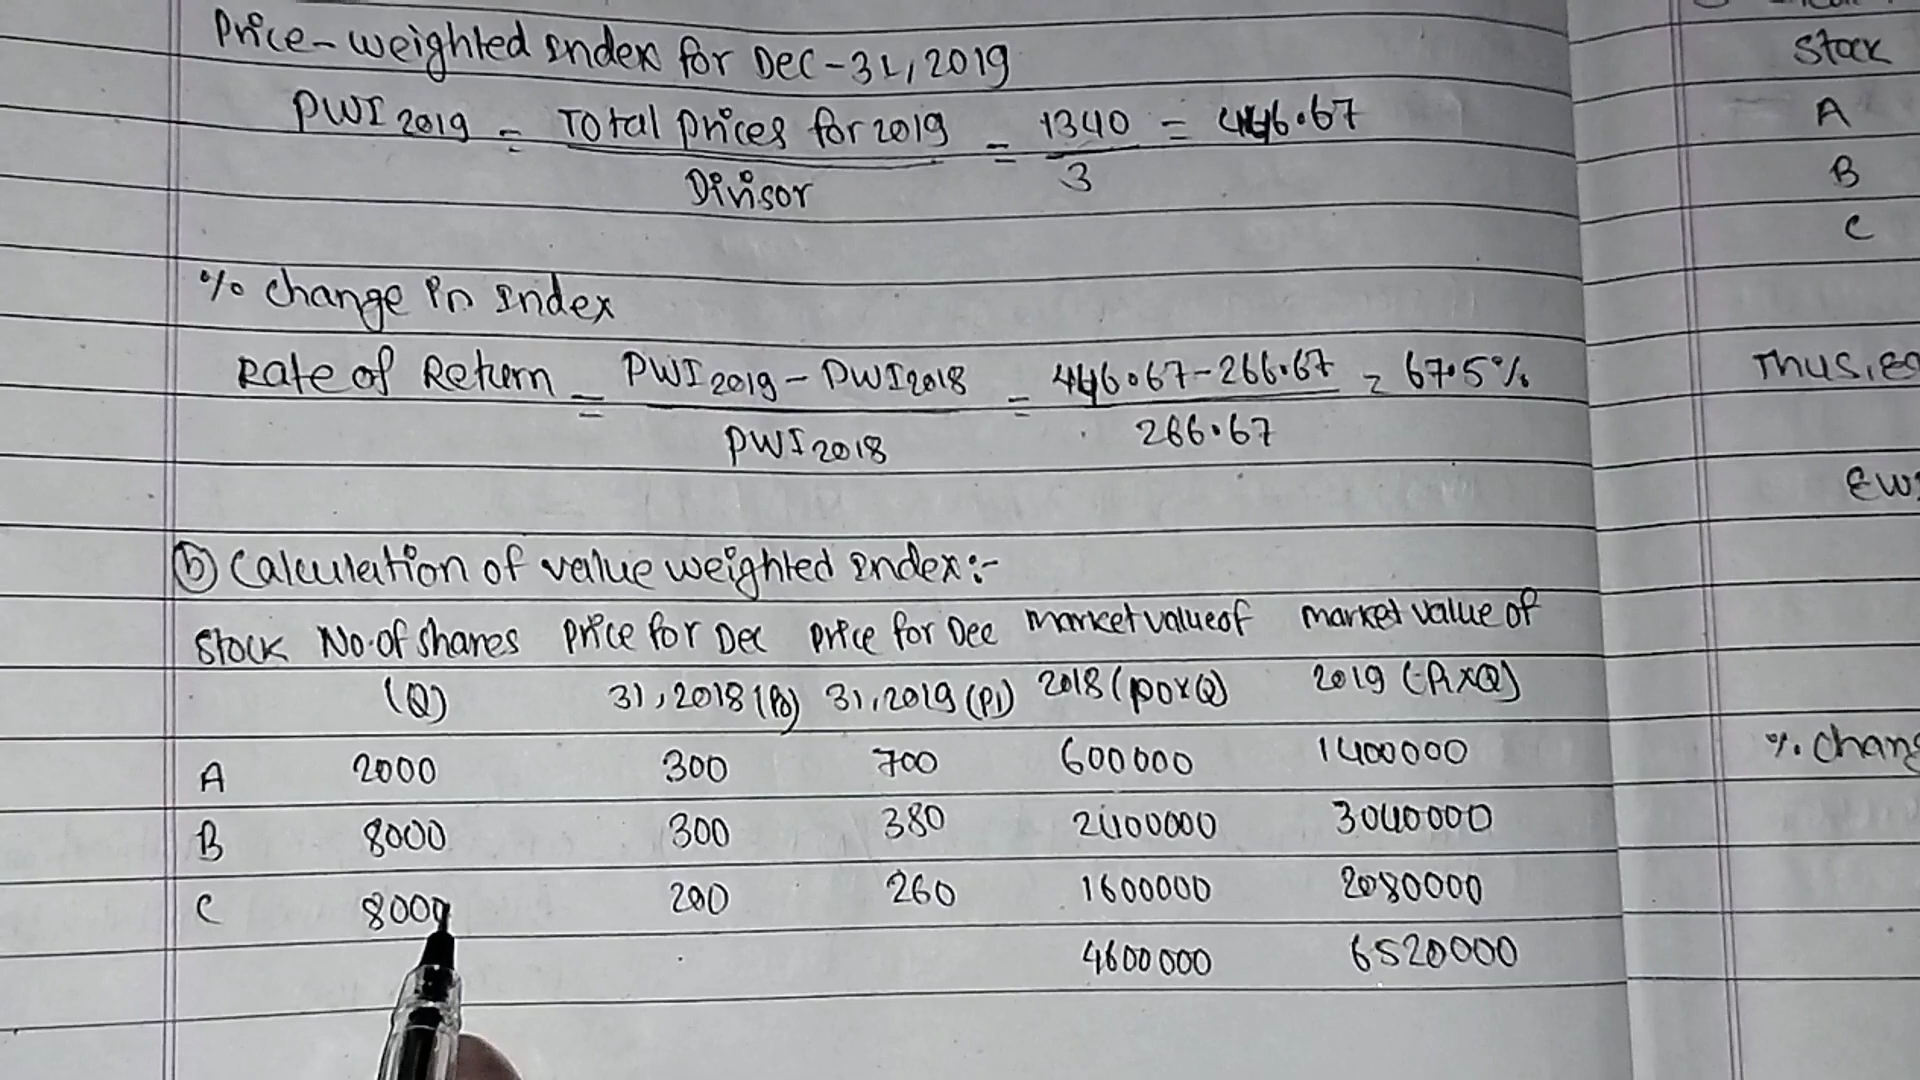 Price-weighted Index for Dec-31, 2019
PWI 2019 = Total prices for 2019 / Divisor = 1340 / 3 = 446.67
% change in Index
Rate of Return = PWI 2019 - PWI 2018 / PWI 2018 = 446.67-266.67 / 266.67 = 67.5%
(b) Calculation of value weighted Index:-
Stock No. of shares Price for Dec Price for Dec Market value of Market value of
(Q) 31, 2018 (P0) 31, 2019 (P1) 2018 (P0xQ) 2019 (P1xQ)
A 2000 300 700 600000 1400000
B 8000 300 380 2400000 3040000
C 8000 200 260 1600000 2080000
4600000 6520000
Stock
A
B
C
Thus,
% Chang